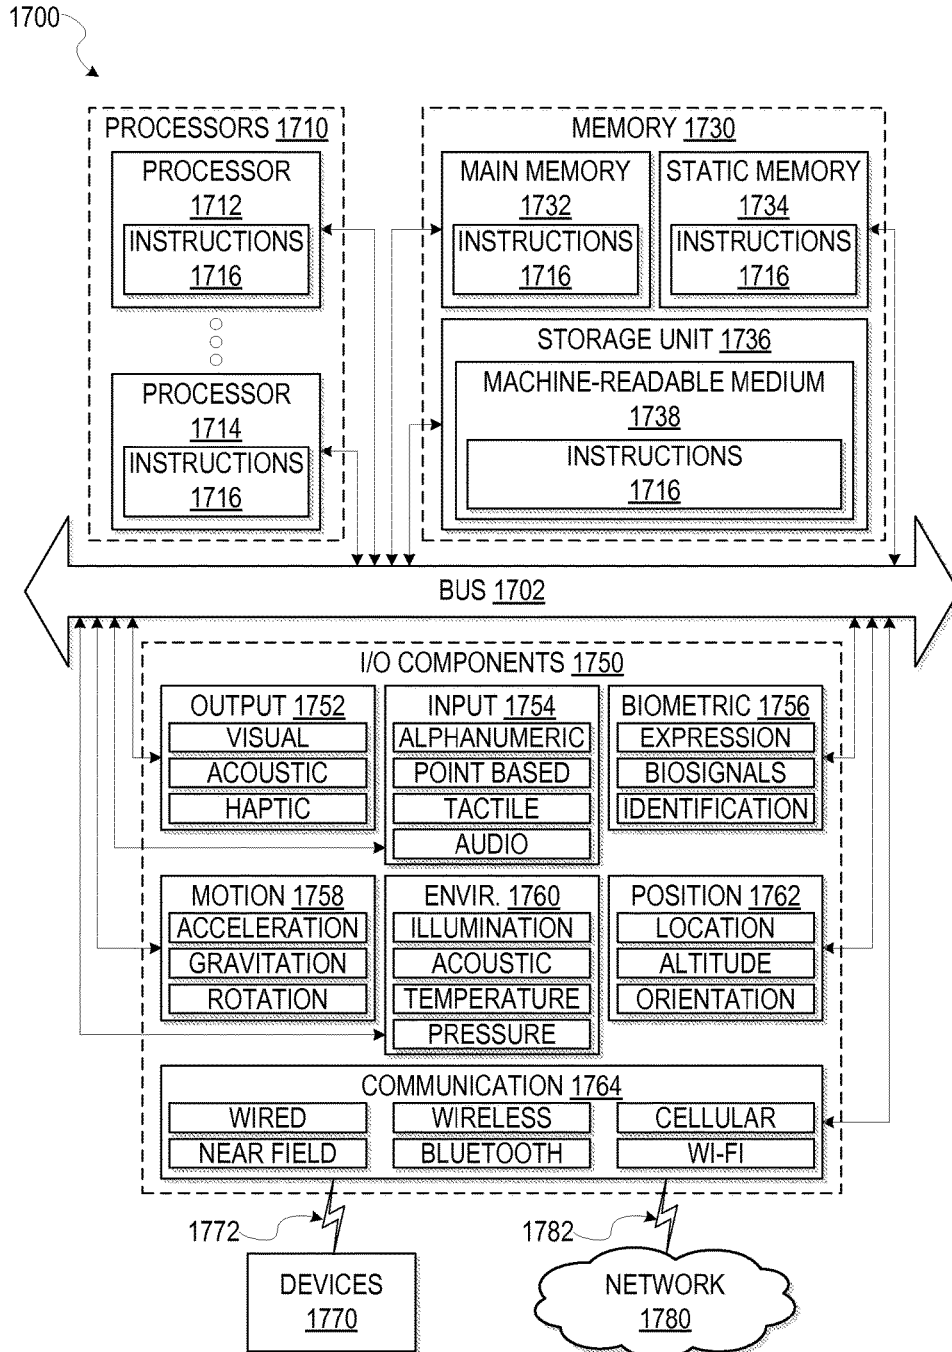 1700
PROCESSORS 1710
PROCESSOR
1712
INSTRUCTIONS
1716
PROCESSOR
1714
INSTRUCTIONS
1716
MEMORY 1730
MAIN MEMORY
1732
INSTRUCTIONS
1716
STATIC MEMORY
1734
INSTRUCTIONS
1716
STORAGE UNIT 1736
MACHINE-READABLE MEDIUM
1738
INSTRUCTIONS
1716
BUS 1702
I/O COMPONENTS 1750
OUTPUT 1752
VISUAL
ACOUSTIC
HAPTIC
INPUT 1754
ALPHANUMERIC
POINT BASED
TACTILE
AUDIO
BIOMETRIC 1756
EXPRESSION
BIOSIGNALS
IDENTIFICATION
MOTION 1758
ACCELERATION
GRAVITATION
ROTATION
ENVIR. 1760
ILLUMINATION
ACOUSTIC
TEMPERATURE
PRESSURE
POSITION 1762
LOCATION
ALTITUDE
ORIENTATION
COMMUNICATION 1764
WIRED
WIRELESS
CELLULAR
NEAR FIELD
BLUETOOTH
WI-FI
1772
1782
DEVICES
1770
NETWORK
1780